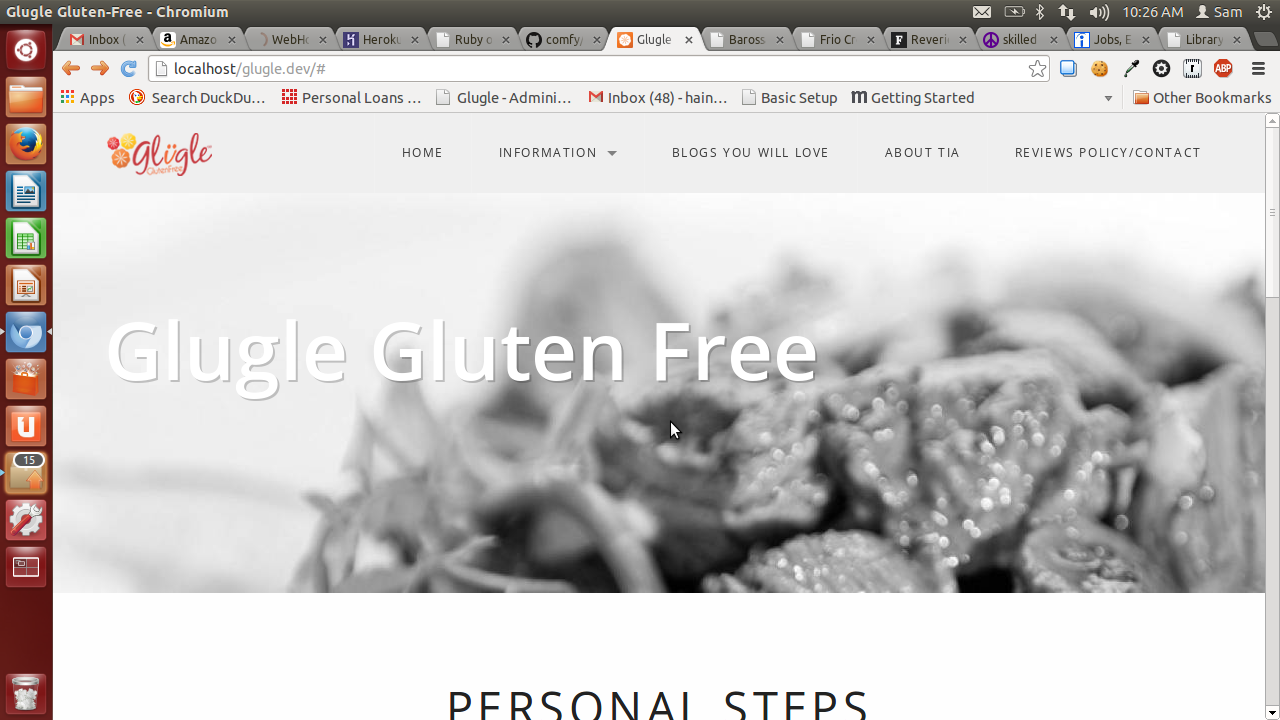 Glugle Gluten-Free - Chromium
10:26 AM Sam
Inbox ( Amazo WebHo Heroku Ruby o comfy/ Glugle Baross Frio Cr Reveri skilled Jobs, E Library
localhost/glugle.dev/#
Apps Search DuckDu... Personal Loans ... Glugle - Admini... Inbox (48) - hain... Basic Setup Getting Started Other Bookmarks
glügle
GlutenFree
HOME INFORMATION BLOGS YOU WILL LOVE ABOUT TIA REVIEWS POLICY/CONTACT
Glugle Gluten Free
15
PERSONAL STEPS